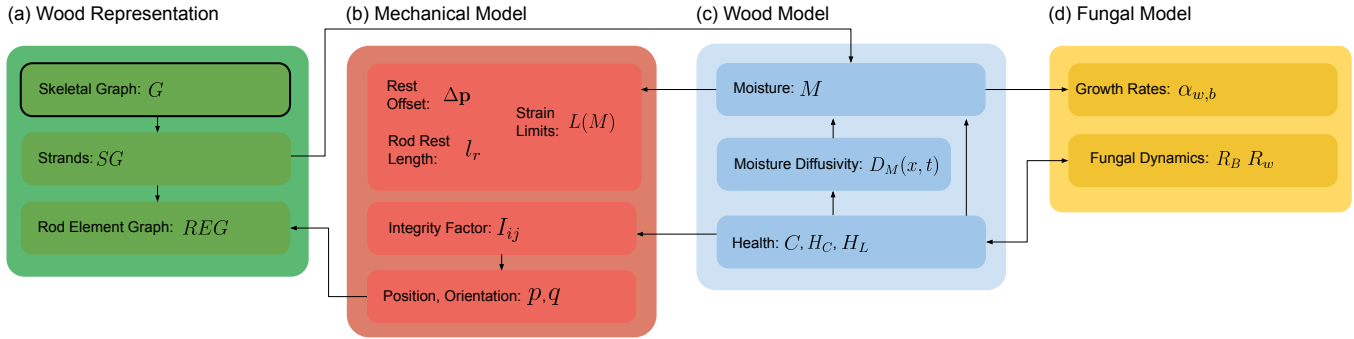 (a) Wood Representation
Skeletal Graph: G
Strands: SG
Rod Element Graph: REG
(b) Mechanical Model
Rest
Offset: Δp
Rod Rest
Length: l_r
Strain
Limits: L(M)
Integrity Factor: I_{ij}
Position, Orientation: p, q
(c) Wood Model
Moisture: M
Moisture Diffusivity: D_M(x, t)
Health: C, H_C, H_L
(d) Fungal Model
Growth Rates: α_{w,b}
Fungal Dynamics: R_B R_w